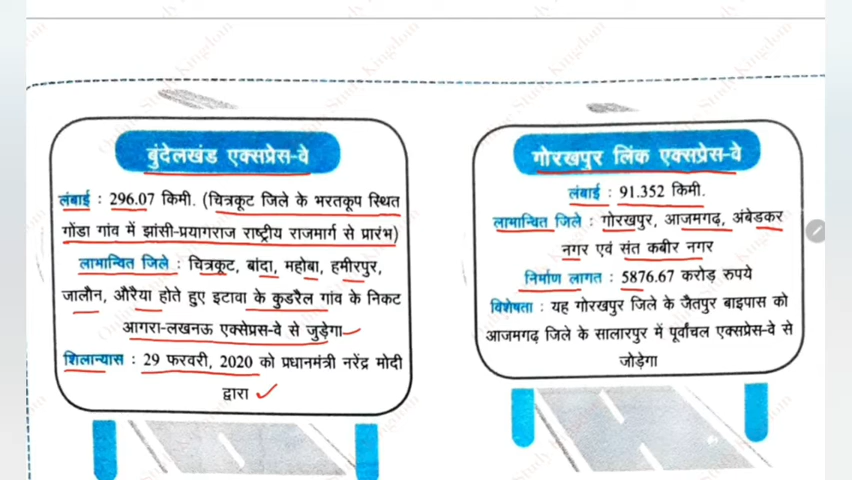 बुंदेलखंड एक्सप्रेस-वे
लंबाई : 296.07 किमी. (चित्रकूट जिले के भरतकूप स्थित
गोंडा गांव में झांसी-प्रयागराज राष्ट्रीय राजमार्ग से प्रारंभ)
लाभान्वित जिले : चित्रकूट, बांदा, महोबा, हमीरपुर,
जालौन, औरैया होते हुए इटावा के कुडरैल गांव के निकट
आगरा-लखनऊ एक्सेप्रस-वे से जुड़ेगा
शिलान्यास : 29 फरवरी, 2020 को प्रधानमंत्री नरेंद्र मोदी
द्वारा
गोरखपुर लिंक एक्सप्रेस-वे
लंबाई : 91.352 किमी.
लाभान्वित जिले : गोरखपुर, आजमगढ़, अंबेडकर
नगर एवं संत कबीर नगर
निर्माण लागत : 5876.67 करोड़ रुपये
विशेषता : यह गोरखपुर जिले के जैतपुर बाइपास को
आजमगढ़ जिले के सालारपुर में पूर्वांचल एक्सप्रेस-वे से
जोड़ेगा